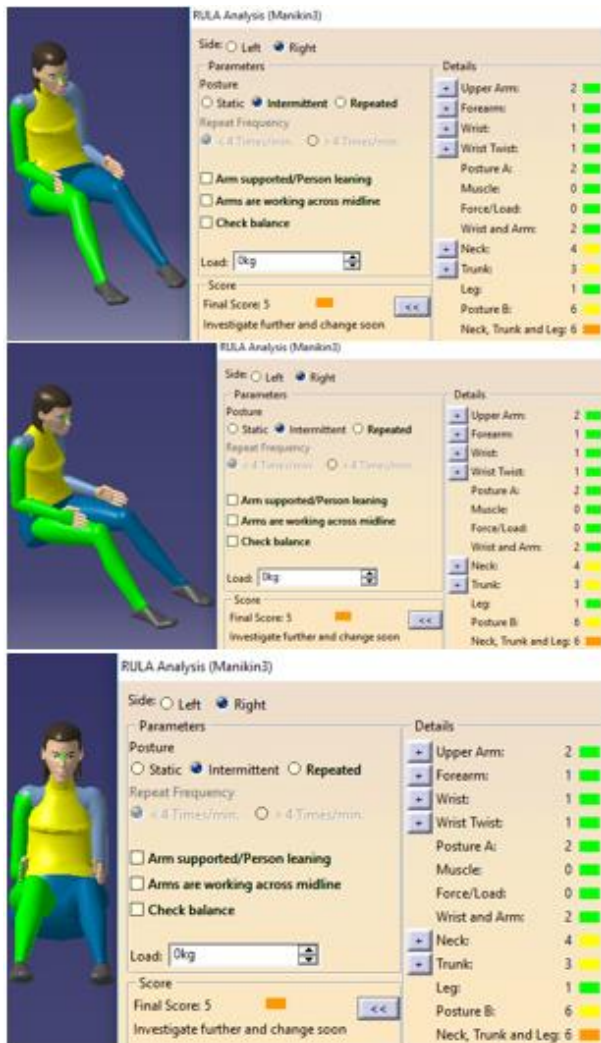 RULA Analysis (Manikin3)
Side: Left Right
Parameters
Posture
Static Intermittent Repeated
Repeat Frequency
< 4 Times/min. > 4 Times/min.
Arm supported/Person leaning
Arms are working across midline
Check balance
Load: 0kg
Score
Final Score: 5
<<
Investigate further and change soon
Details
+ Upper Arm: 2
+ Forearm: 1
+ Wrist: 1
+ Wrist Twist: 1
Posture A: 2
Muscle: 0
Force/Load: 0
Wrist and Arm: 2
+ Neck: 4
+ Trunk: 3
Leg: 1
Posture B: 6
Neck, Trunk and Leg: 6
RULA Analysis (Manikin3)
Side: Left Right
Parameters
Posture
Static Intermittent Repeated
Repeat Frequency
< 4 Times/min. > 4 Times/min.
Arm supported/Person leaning
Arms are working across midline
Check balance
Load: 0kg
Score
Final Score: 5
<<
Investigate further and change soon
Details
+ Upper Arm: 2
+ Forearm: 1
+ Wrist: 1
+ Wrist Twist: 1
Posture A: 2
Muscle: 0
Force/Load: 0
Wrist and Arm: 2
+ Neck: 4
+ Trunk: 3
Leg: 1
Posture B: 6
Neck, Trunk and Leg: 6
RULA Analysis (Manikin3)
Side: Left Right
Parameters
Posture
Static Intermittent Repeated
Repeat Frequency
< 4 Times/min. > 4 Times/min.
Arm supported/Person leaning
Arms are working across midline
Check balance
Load: 0kg
Score
Final Score: 5
<<
Investigate further and change soon
Details
+ Upper Arm: 2
+ Forearm: 1
+ Wrist: 1
+ Wrist Twist: 1
Posture A: 2
Muscle: 0
Force/Load: 0
Wrist and Arm: 2
+ Neck: 4
+ Trunk: 3
Leg: 1
Posture B: 6
Neck, Trunk and Leg: 6